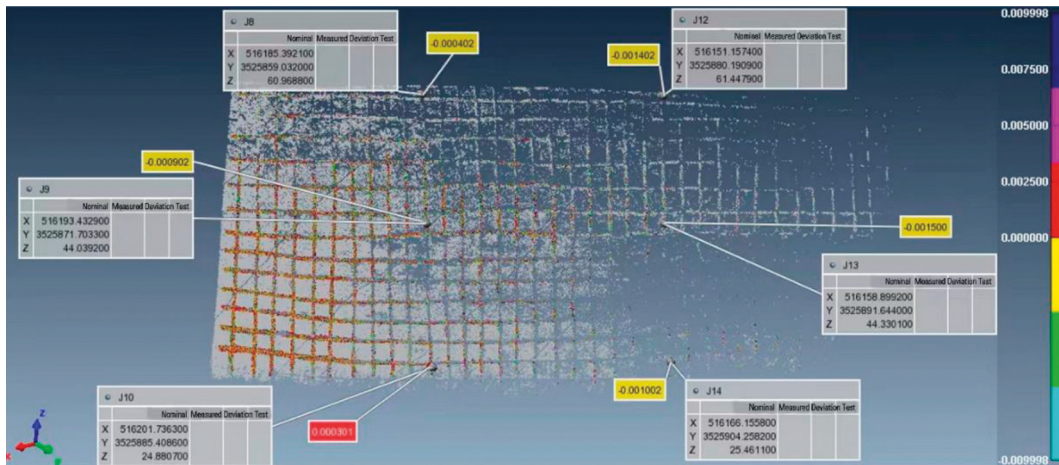 J8
Nominal Measured Deviation Test
X 516185.392100
Y 3525859.032000
Z 60.968800
-0.000402
J12
Nominal Measured Deviation Test
X 516151.157400
Y 3525880.190900
Z 61.447900
-0.001402
0.009998
0.007500
0.005000
0.002500
0.000000
-0.009998
-0.000902
J9
Nominal Measured Deviation Test
X 516193.432900
Y 3525871.703300
Z 44.039200
-0.001500
J13
Nominal Measured Deviation Test
X 516158.899200
Y 3525891.644000
Z 44.330100
J10
Nominal Measured Deviation Test
X 516201.736300
Y 3525885.408600
Z 24.880700
0.000301
-0.001002
J14
Nominal Measured Deviation Test
X 516166.155800
Y 3525904.258200
Z 25.461100
Z
X